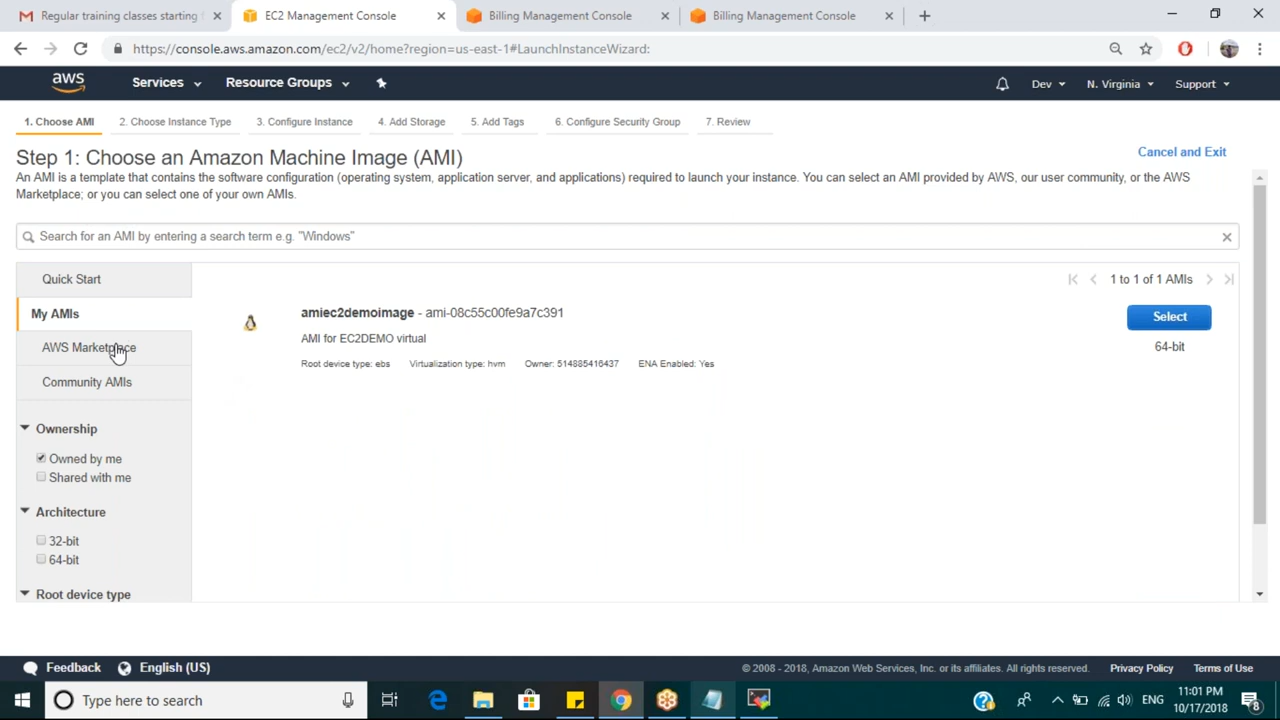 Regular training classes starting f
EC2 Management Console
Billing Management Console
Billing Management Console
https://console.aws.amazon.com/ec2/v2/home?region=us-east-1#LaunchInstanceWizard:
aws
Services
Resource Groups
Dev
N. Virginia
Support
1. Choose AMI
2. Choose Instance Type
3. Configure Instance
4. Add Storage
5. Add Tags
6. Configure Security Group
7. Review
Step 1: Choose an Amazon Machine Image (AMI)
Cancel and Exit
An AMI is a template that contains the software configuration (operating system, application server, and applications) required to launch your instance. You can select an AMI provided by AWS, our user community, or the AWS
Marketplace; or you can select one of your own AMIs.
Search for an AMI by entering a search term e.g. "Windows"
Quick Start
My AMIs
AWS Marketplace
Community AMIs
Ownership
Owned by me
Shared with me
Architecture
32-bit
64-bit
Root device type
1 to 1 of 1 AMIs
amiec2demoimage - ami-08c55c00fe9a7c391
AMI for EC2DEMO virtual
Root device type: ebs Virtualization type: hvm Owner: 514885416437 ENA Enabled: Yes
Select
64-bit
Feedback
English (US)
© 2008 - 2018, Amazon Web Services, Inc. or its affiliates. All rights reserved.
Privacy Policy
Terms of Use
Type here to search
ENG
11:01 PM
10/17/2018
8